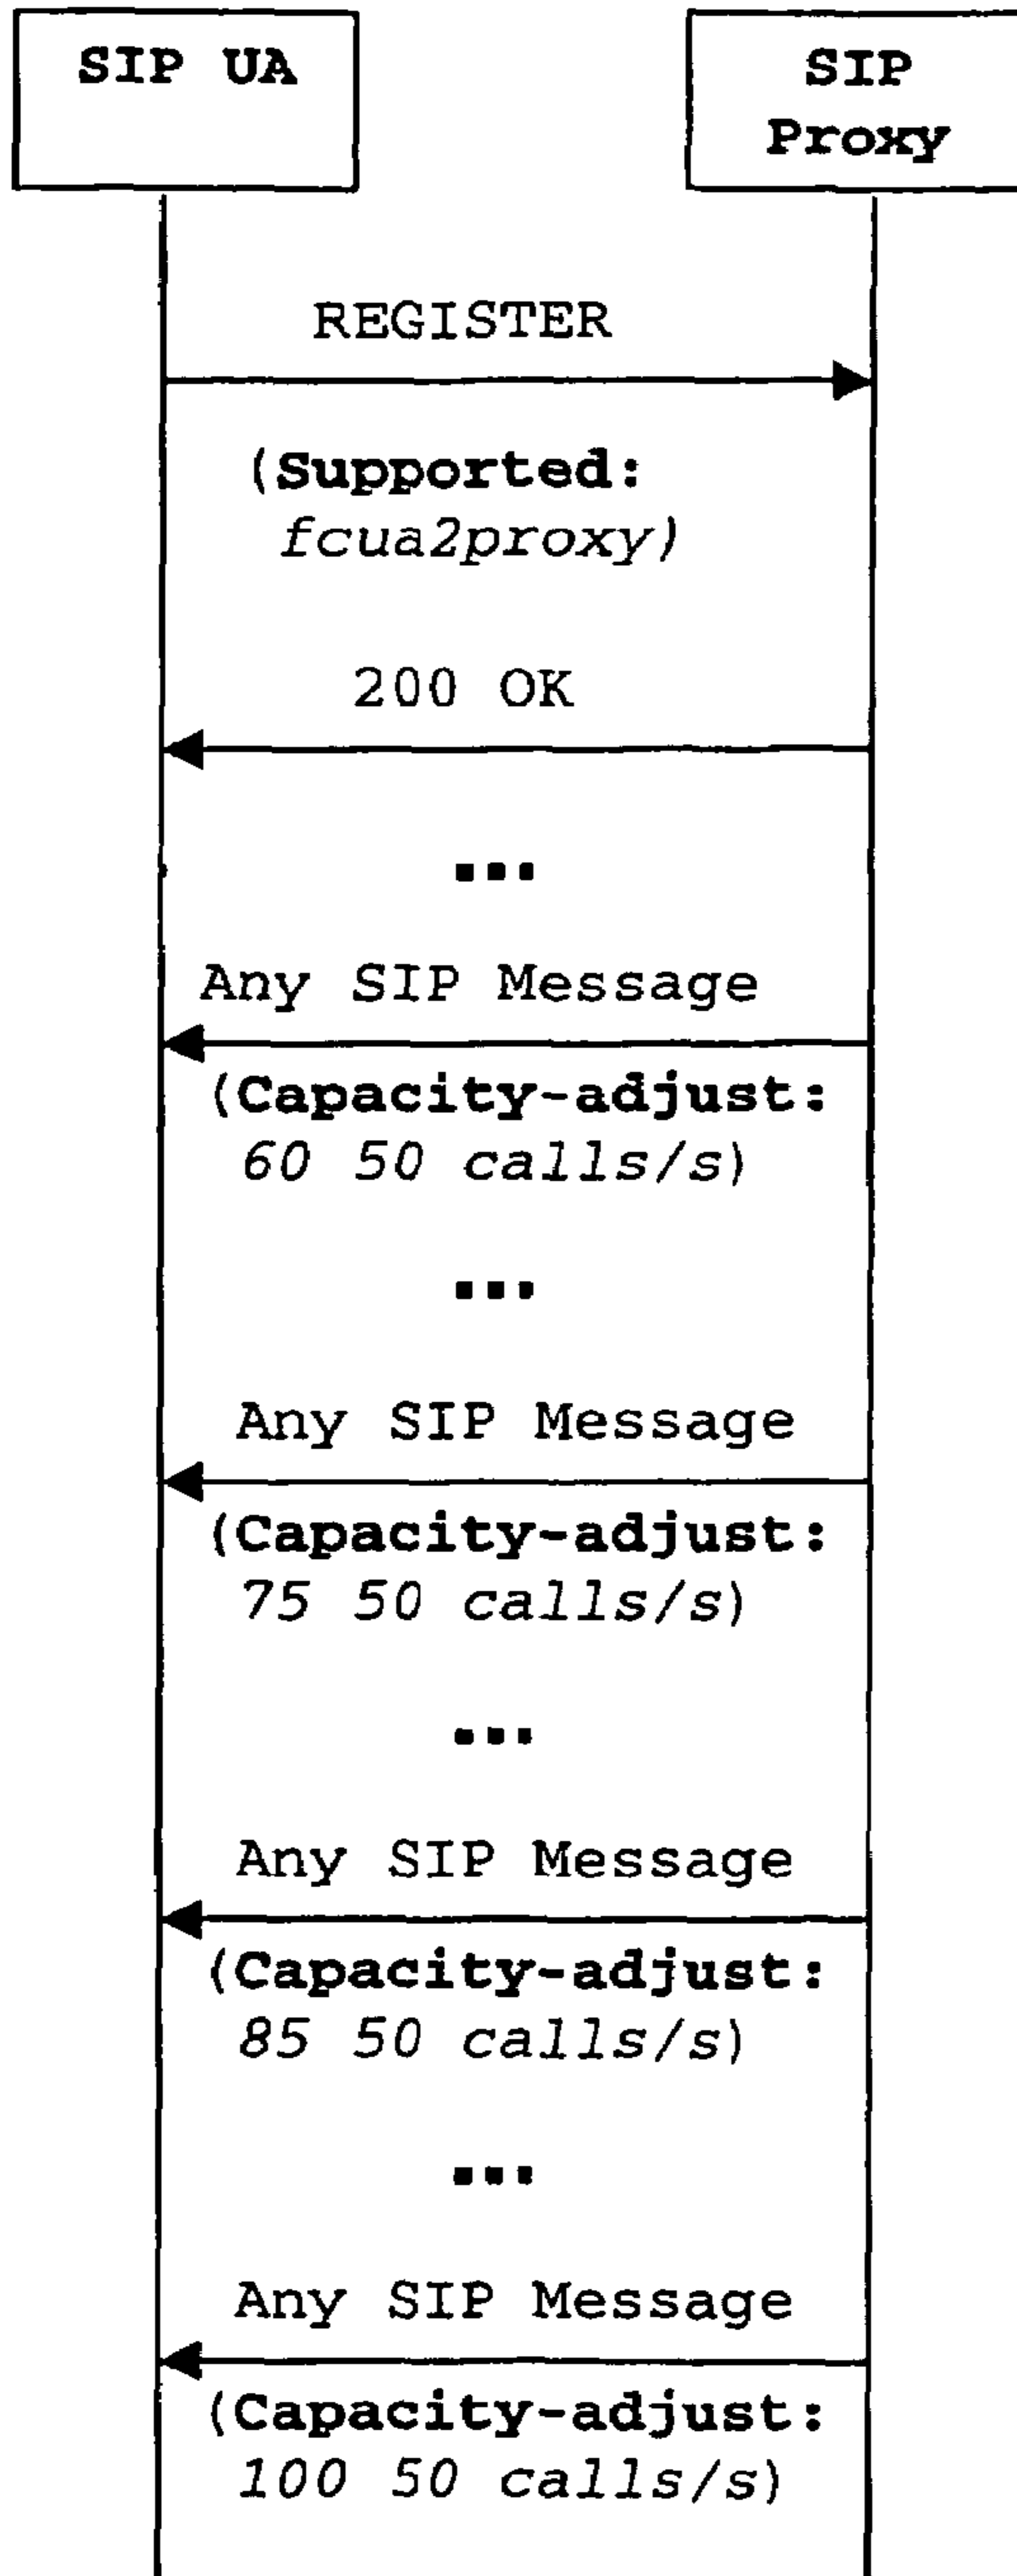 SIP UA
SIP
Proxy
REGISTER
(Supported:
fcua2proxy)
200 OK
...
Any SIP Message
(Capacity-adjust:
60 50 calls/s)
...
Any SIP Message
(Capacity-adjust:
75 50 calls/s)
...
Any SIP Message
(Capacity-adjust:
85 50 calls/s)
...
Any SIP Message
(Capacity-adjust:
100 50 calls/s)